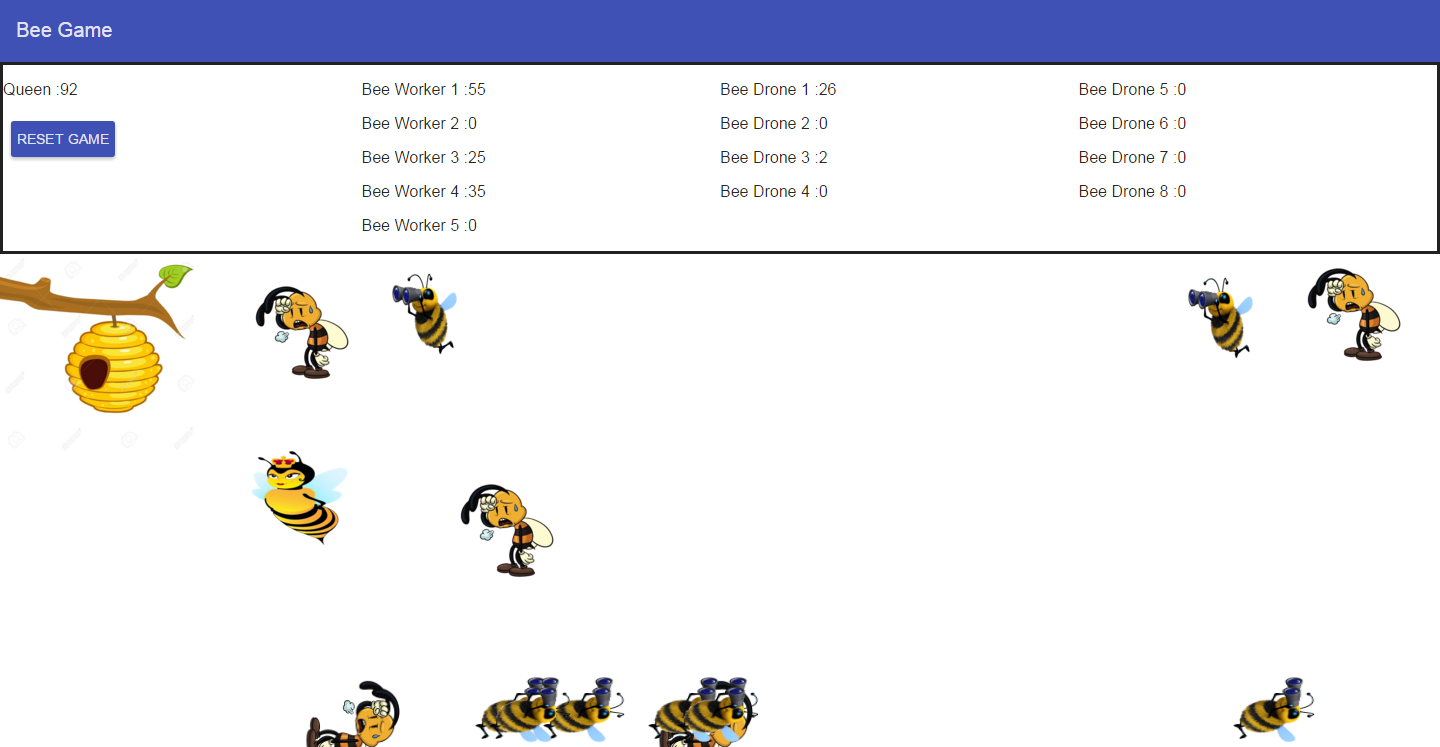 Bee Game
Queen :92
RESET GAME
Bee Worker 1 :55
Bee Worker 2 :0
Bee Worker 3 :25
Bee Worker 4 :35
Bee Worker 5 :0
Bee Drone 1 :26
Bee Drone 2 :0
Bee Drone 3 :2
Bee Drone 4 :0
Bee Drone 5 :0
Bee Drone 6 :0
Bee Drone 7 :0
Bee Drone 8 :0